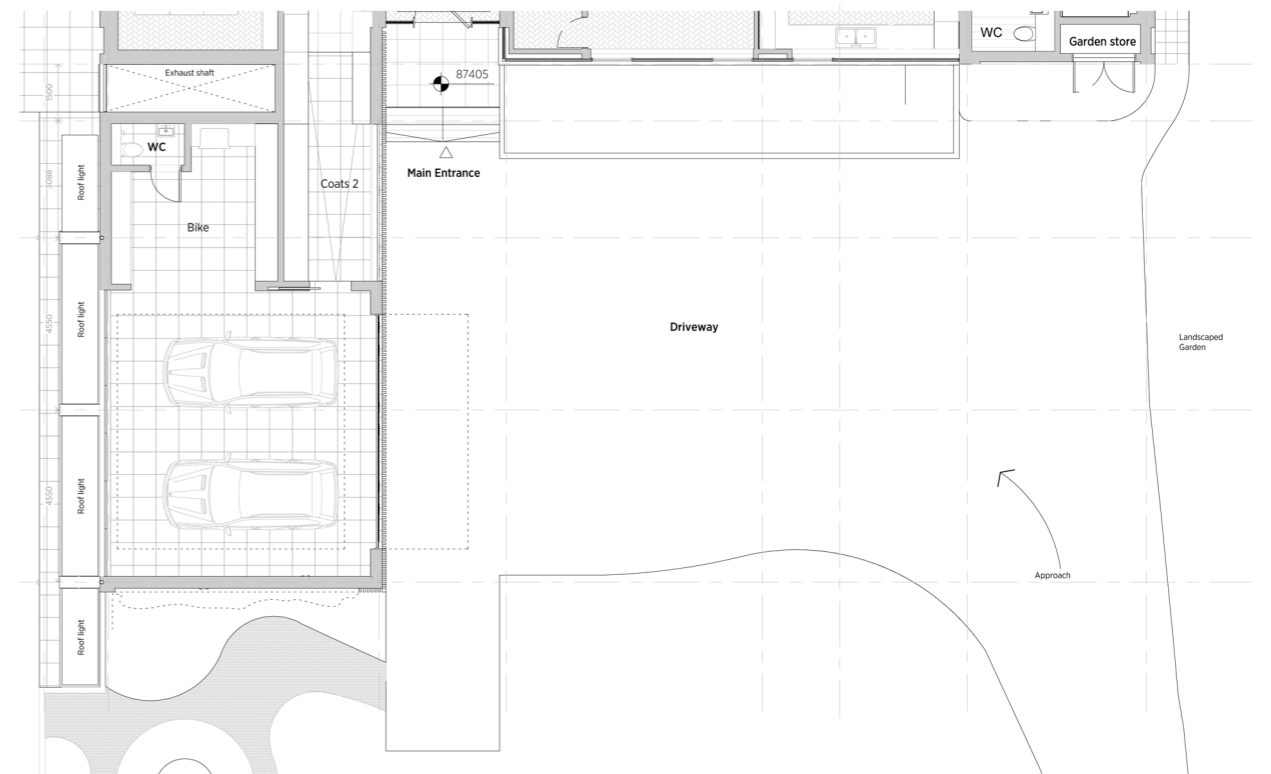 WC
Garden store
Exhaust shaft
87405
1500
WC
Main Entrance
Coats 2
Roof light
3088
Bike
Roof light
4550
Driveway
Landscaped
Garden
Roof light
4550
Approach
Roof light